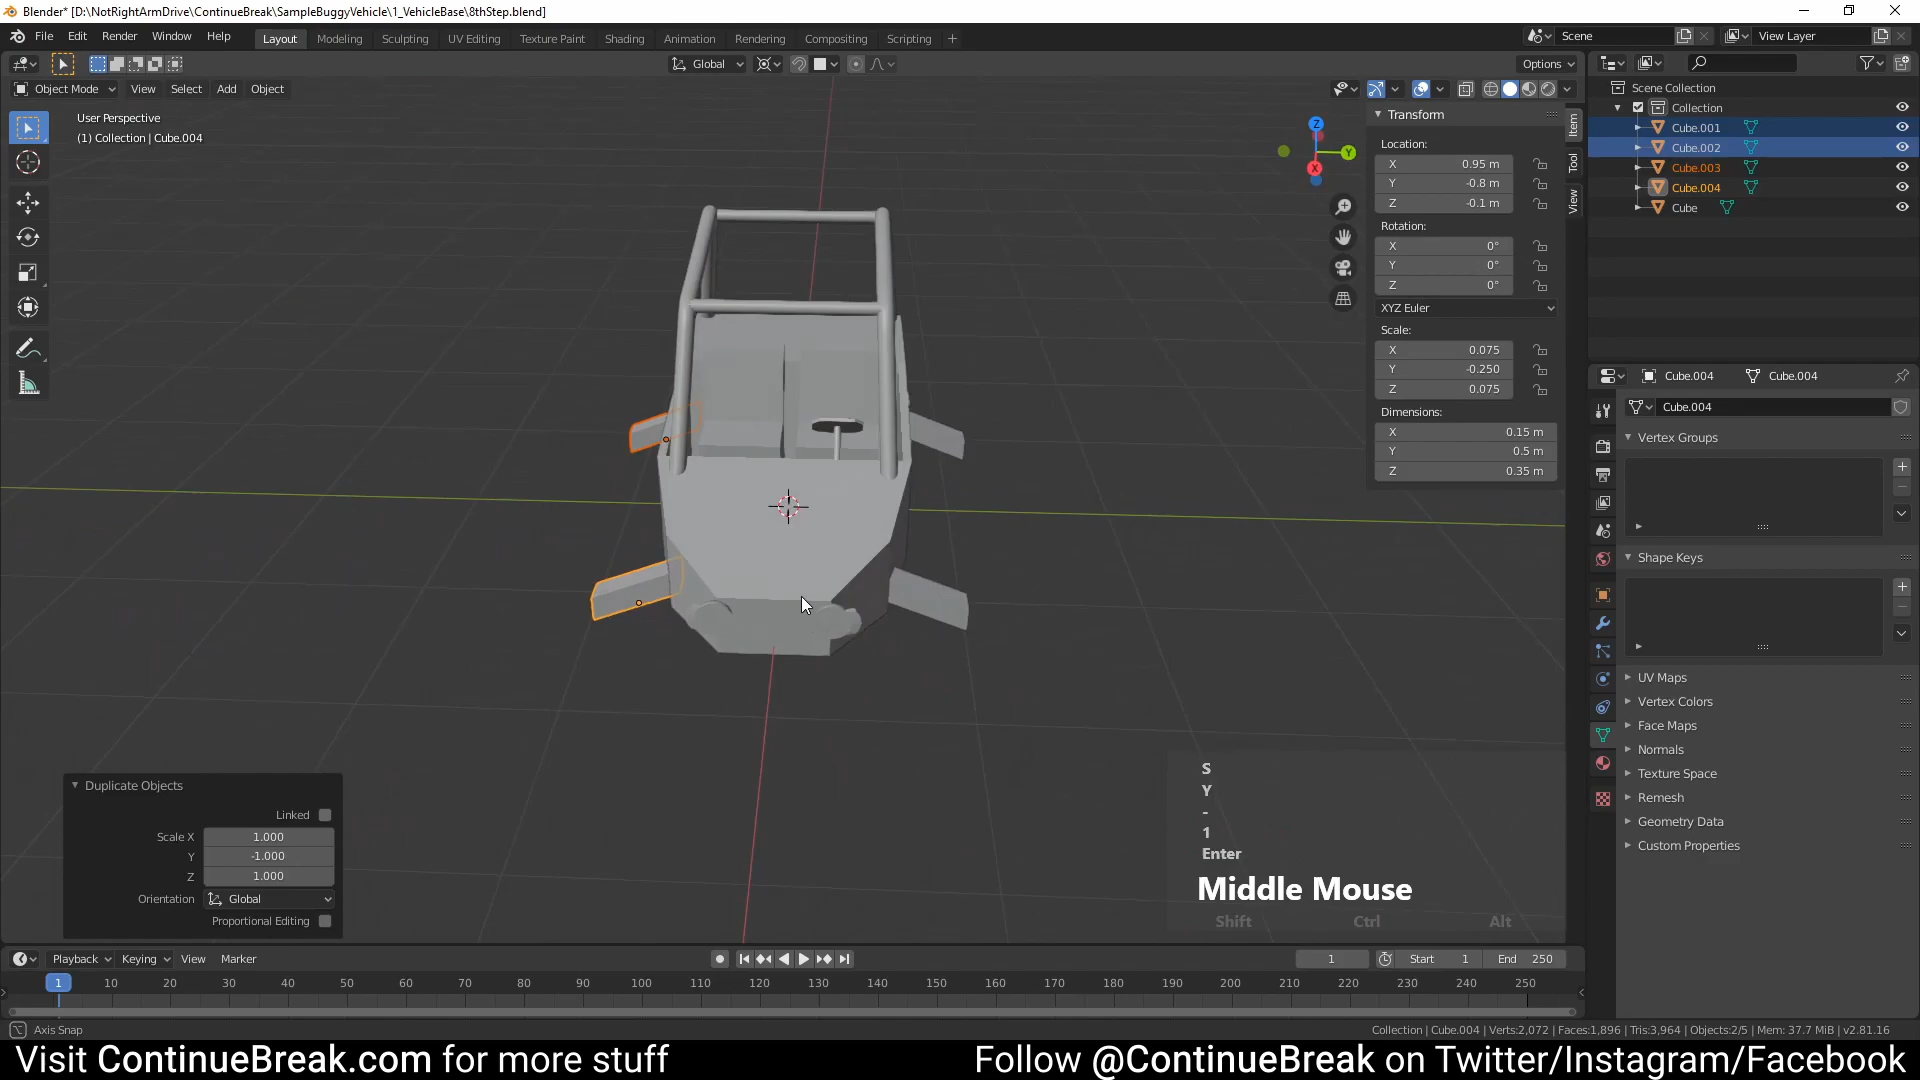 Blender* [D:\NotRightArmDrive\ContinueBreak\SampleBuggyVehicle\1_VehicleBase\8thStep.blend]
File Edit Render Window Help Layout Modeling Sculpting UV Editing Texture Paint Shading Animation Rendering Compositing Scripting + Scene View Layer
Global Options
Object Mode View Select Add Object
User Perspective
(1) Collection | Cube.004
Z
Y
X
Transform
Location:
X 0.95 m
Y -0.8 m
Z -0.1 m
Rotation:
X 0°
Y 0°
Z 0°
XYZ Euler
Scale:
X 0.075
Y -0.250
Z 0.075
Dimensions:
X 0.15 m
Y 0.5 m
Z 0.35 m
Item
Tool
View
Scene Collection
Collection
Cube.001
Cube.002
Cube.003
Cube.004
Cube
Cube.004 Cube.004
Cube.004
Vertex Groups
Shape Keys
UV Maps
Vertex Colors
Face Maps
Normals
Texture Space
Remesh
Geometry Data
Custom Properties
Duplicate Objects
Linked
Scale X 1.000
Y -1.000
Z 1.000
Orientation Global
Proportional Editing
S
Y
-
1
Enter
Middle Mouse
Shift Ctrl Alt
Playback Keying View Marker 1 Start 1 End 250
1 10 20 30 40 50 60 70 80 90 100 110 120 130 140 150 160 170 180 190 200 210 220 230 240 250
Axis Snap Collection | Cube.004 | Verts:2,072 | Faces:1,896 | Tris:3,964 | Objects:2/5 | Mem: 37.7 MiB | v2.81.16
Visit ContinueBreak.com for more stuff Follow @ContinueBreak on Twitter/Instagram/Facebook